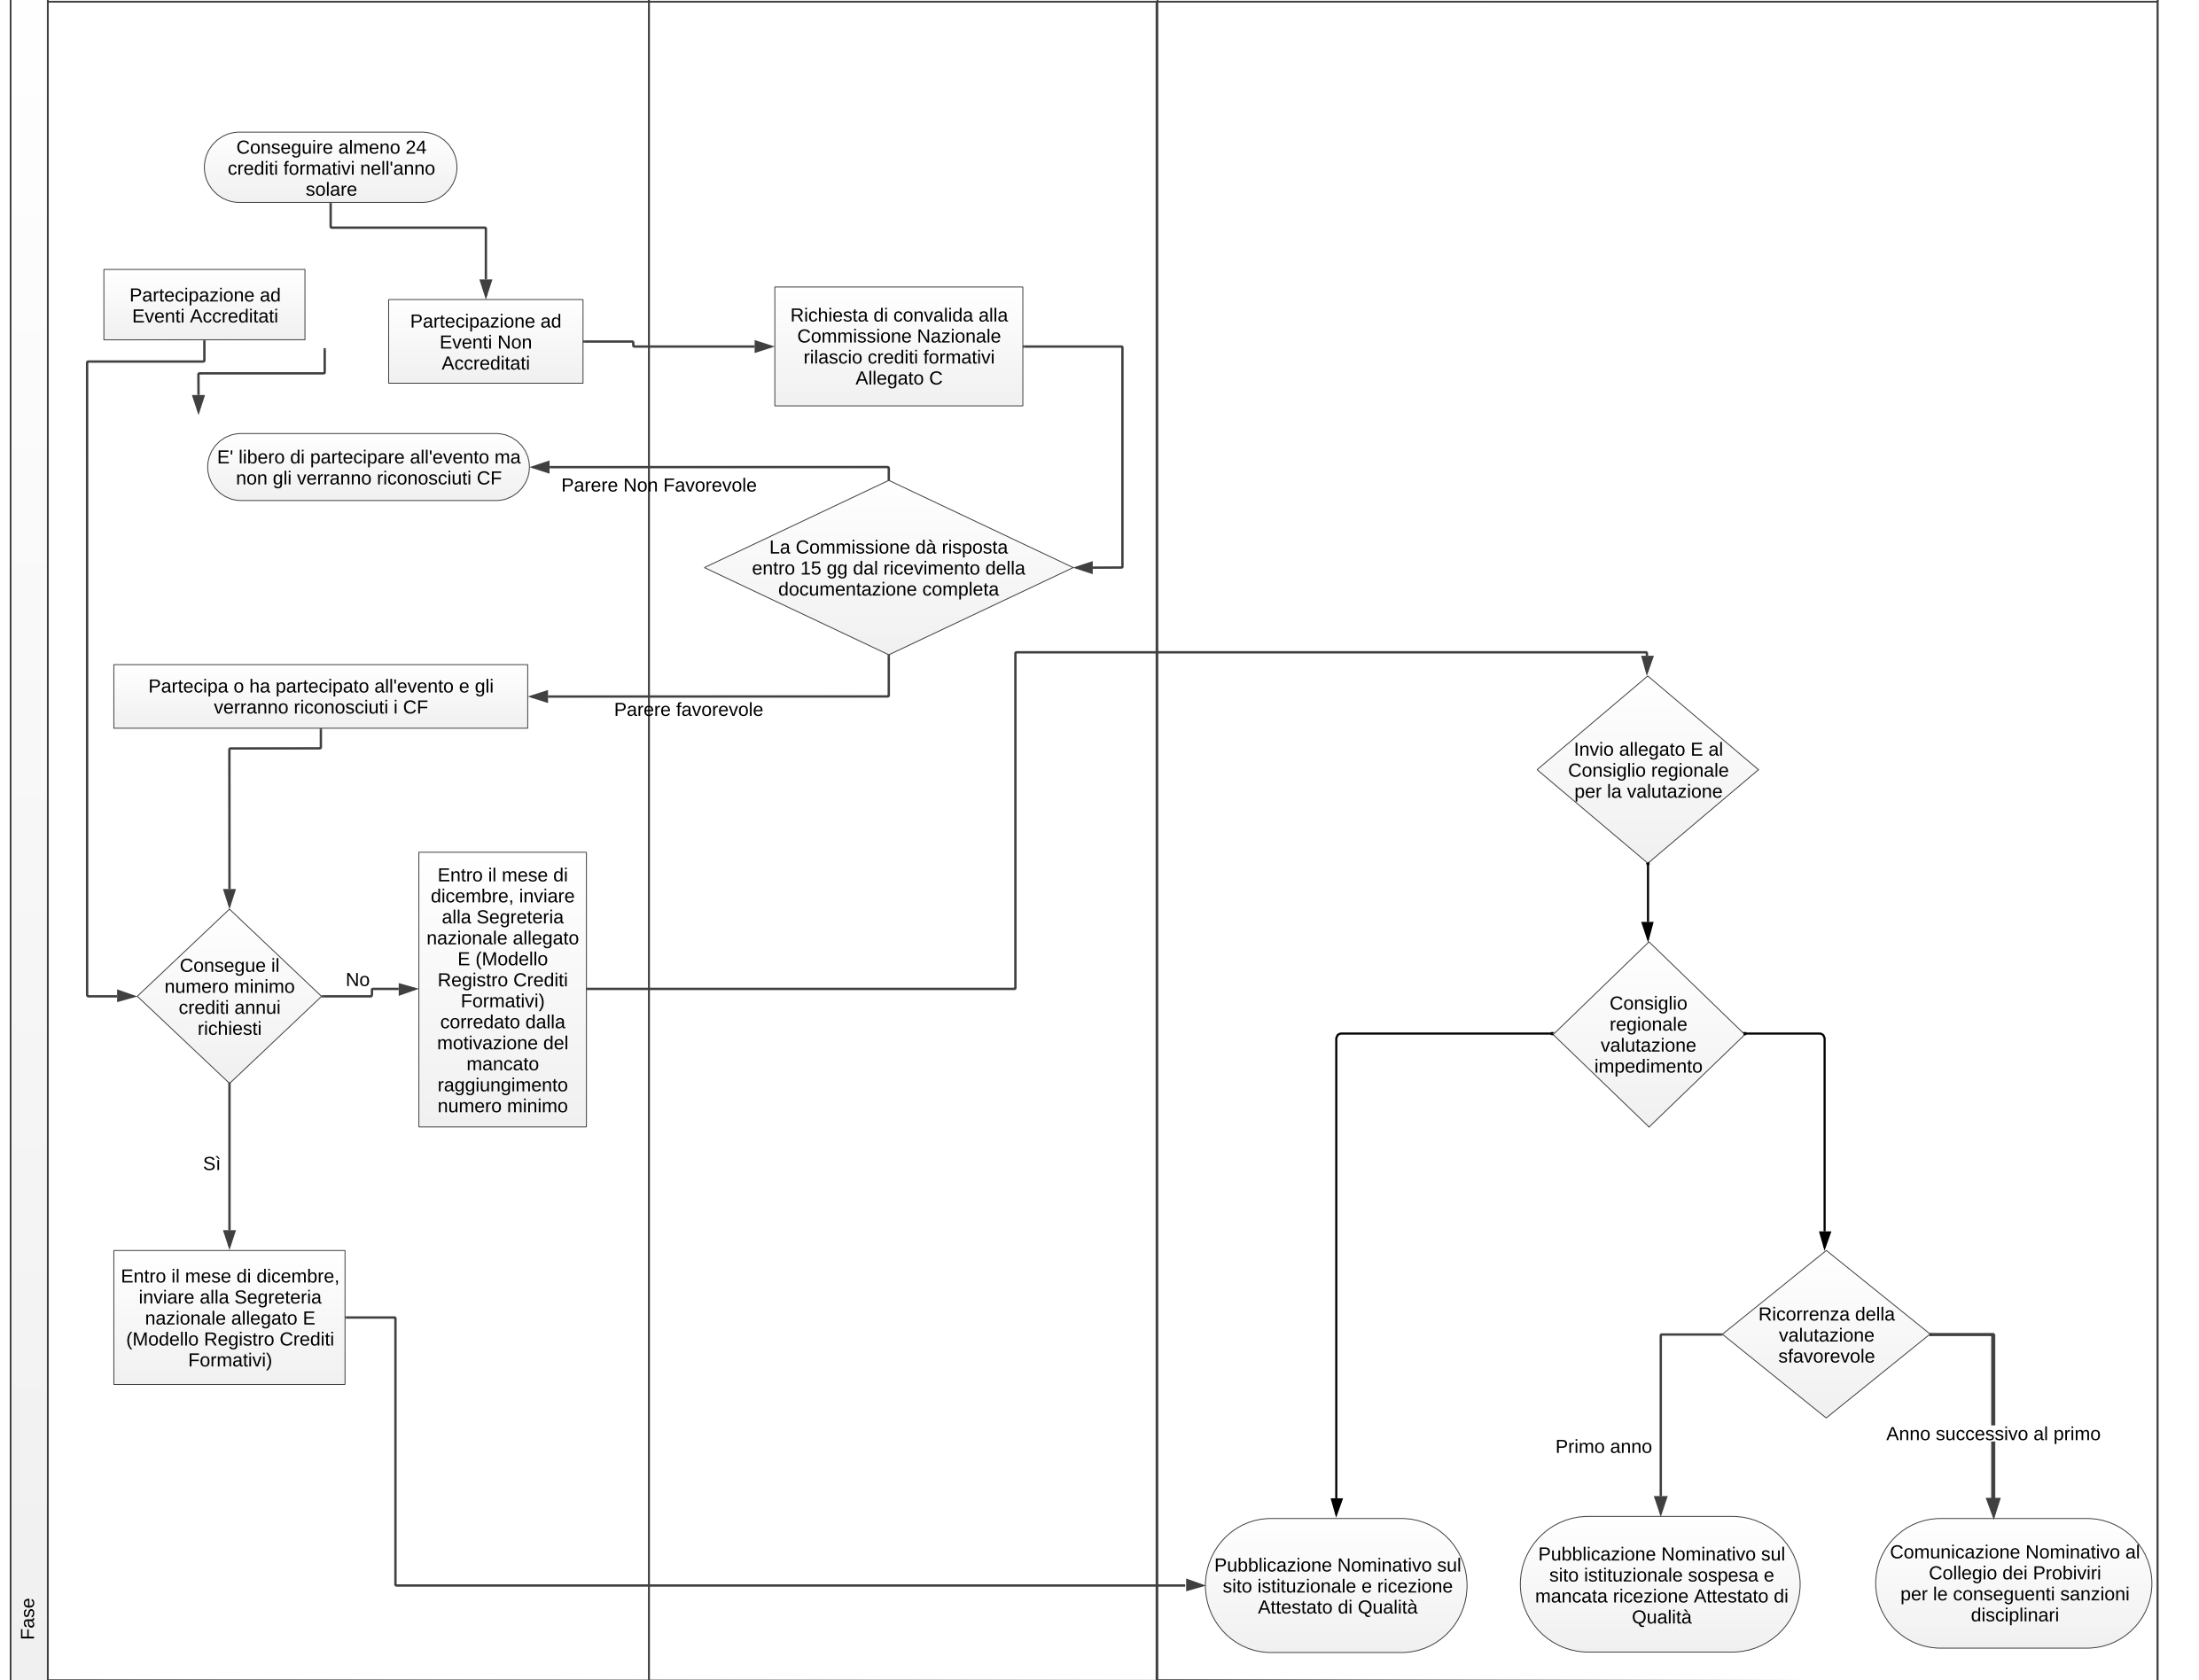 Conseguire almeno 24
crediti formativi nell'anno
solare
Partecipazione ad
Eventi Accreditati
Partecipazione ad
Eventi Non
Accreditati
Richiesta di convalida alla
Commissione Nazionale
rilascio crediti formativi
Allegato C
E' libero di partecipare all'evento ma
non gli verranno riconosciuti CF
Parere Non Favorevole
La Commissione dà risposta
entro 15 gg dal ricevimento della
documentazione completa
Partecipa o ha partecipato all'evento e gli
verranno riconosciuti i CF
Parere favorevole
Invio allegato E al
Consiglio regionale
per la valutazione
Consegue il
numero minimo
crediti annui
richiesti
No
Entro il mese di
dicembre, inviare
alla Segreteria
nazionale allegato
E (Modello
Registro Crediti
Formativi)
corredato dalla
motivazione del
mancato
raggiungimento
numero minimo
Consiglio
regionale
valutazione
impedimento
Sì
Entro il mese di dicembre,
inviare alla Segreteria
nazionale allegato E
(Modello Registro Crediti
Formativi)
Ricorrenza della
valutazione
sfavorevole
Primo anno
Anno successivo al primo
Pubblicazione Nominativo sul
sito istituzionale e ricezione
Attestato di Qualità
Pubblicazione Nominativo sul
sito istituzionale sospesa e
mancata ricezione Attestato di
Qualità
Comunicazione Nominativo al
Collegio dei Probiviri
per le conseguenti sanzioni
disciplinari
Fase